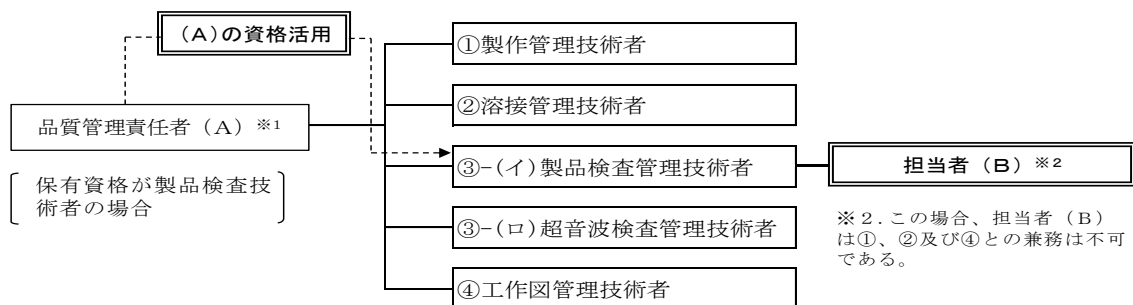 (A)の資格活用
①製作管理技術者
②溶接管理技術者
品質管理責任者(A)※1
③-(イ)製品検査管理技術者
担当者(B)※2
保有資格が製品検査技
術者の場合
③-(ロ)超音波検査管理技術者
※2.この場合、担当者(B)
は①、②及び④との兼務は不可
である。
④工作図管理技術者